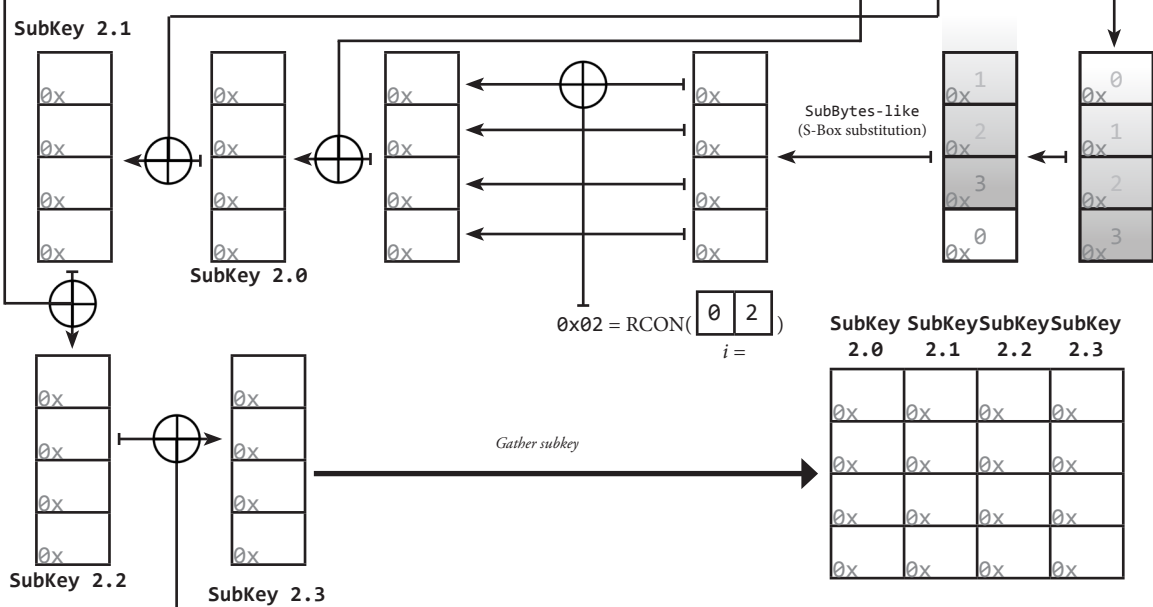 SubKey 2.1
0x 0x 0x 0x 0x 1 0x 0
0x 0x 0x 0x 0x 2 0x 1
0x 0x 0x 0x 0x 3 0x 2
0x 0x 0x 0x 0x 0 0x 3
SubBytes-like
(S-Box substitution)
SubKey 2.0
0x02 = RCON( 0 2 )
i =
SubKey SubKey SubKey SubKey
2.0 2.1 2.2 2.3
0x 0x 0x 0x 0x 0x
0x 0x 0x 0x 0x 0x
0x 0x 0x 0x 0x 0x
0x 0x 0x 0x 0x 0x
Gather subkey
SubKey 2.2
SubKey 2.3